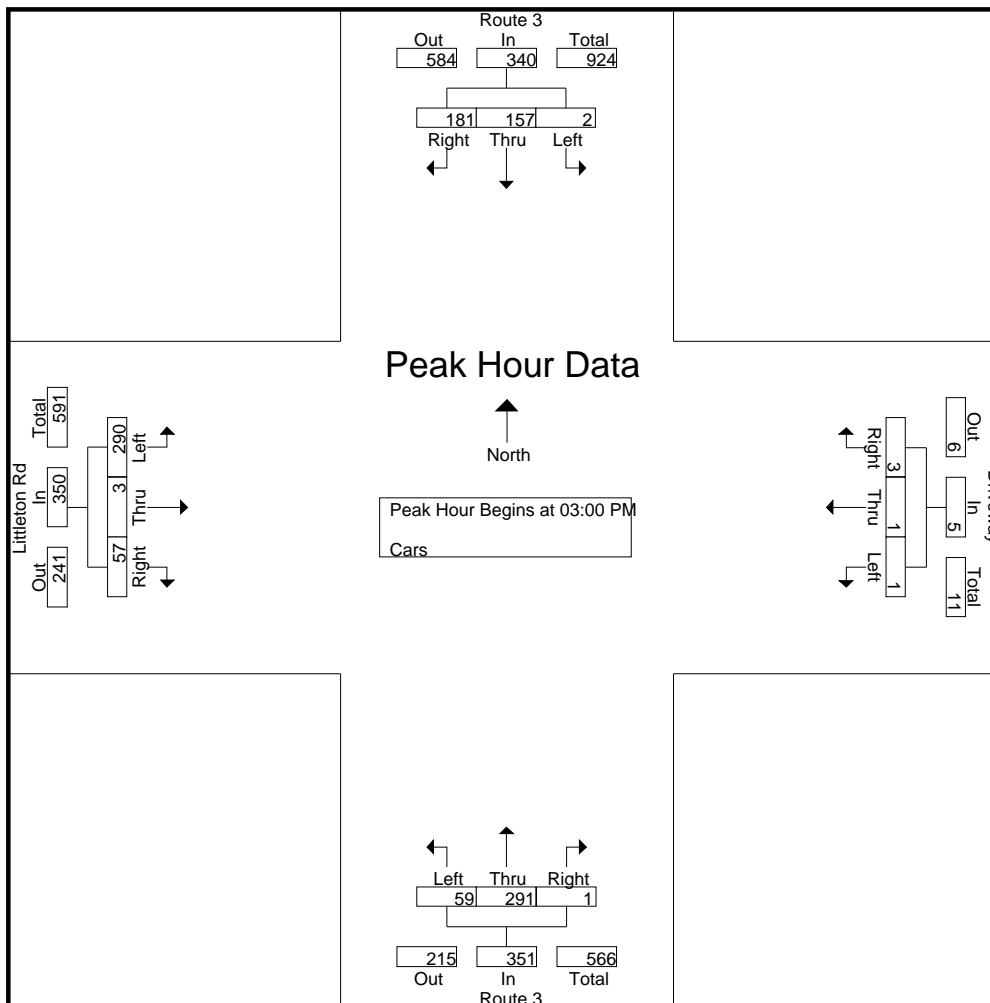 Route 3
Out In Total
584 340 924
181 157 2
Right Thru Left
Peak Hour Data
North
Peak Hour Begins at 03:00 PM
Cars
Littleton Rd
Out In Total
241 350 591
290 3 57
Left Thru Right
Out In Total
6 5 11
Right Thru Left
3 1 1
Left Thru Right
59 291 1
215 351 566
Out In Total
Route 3